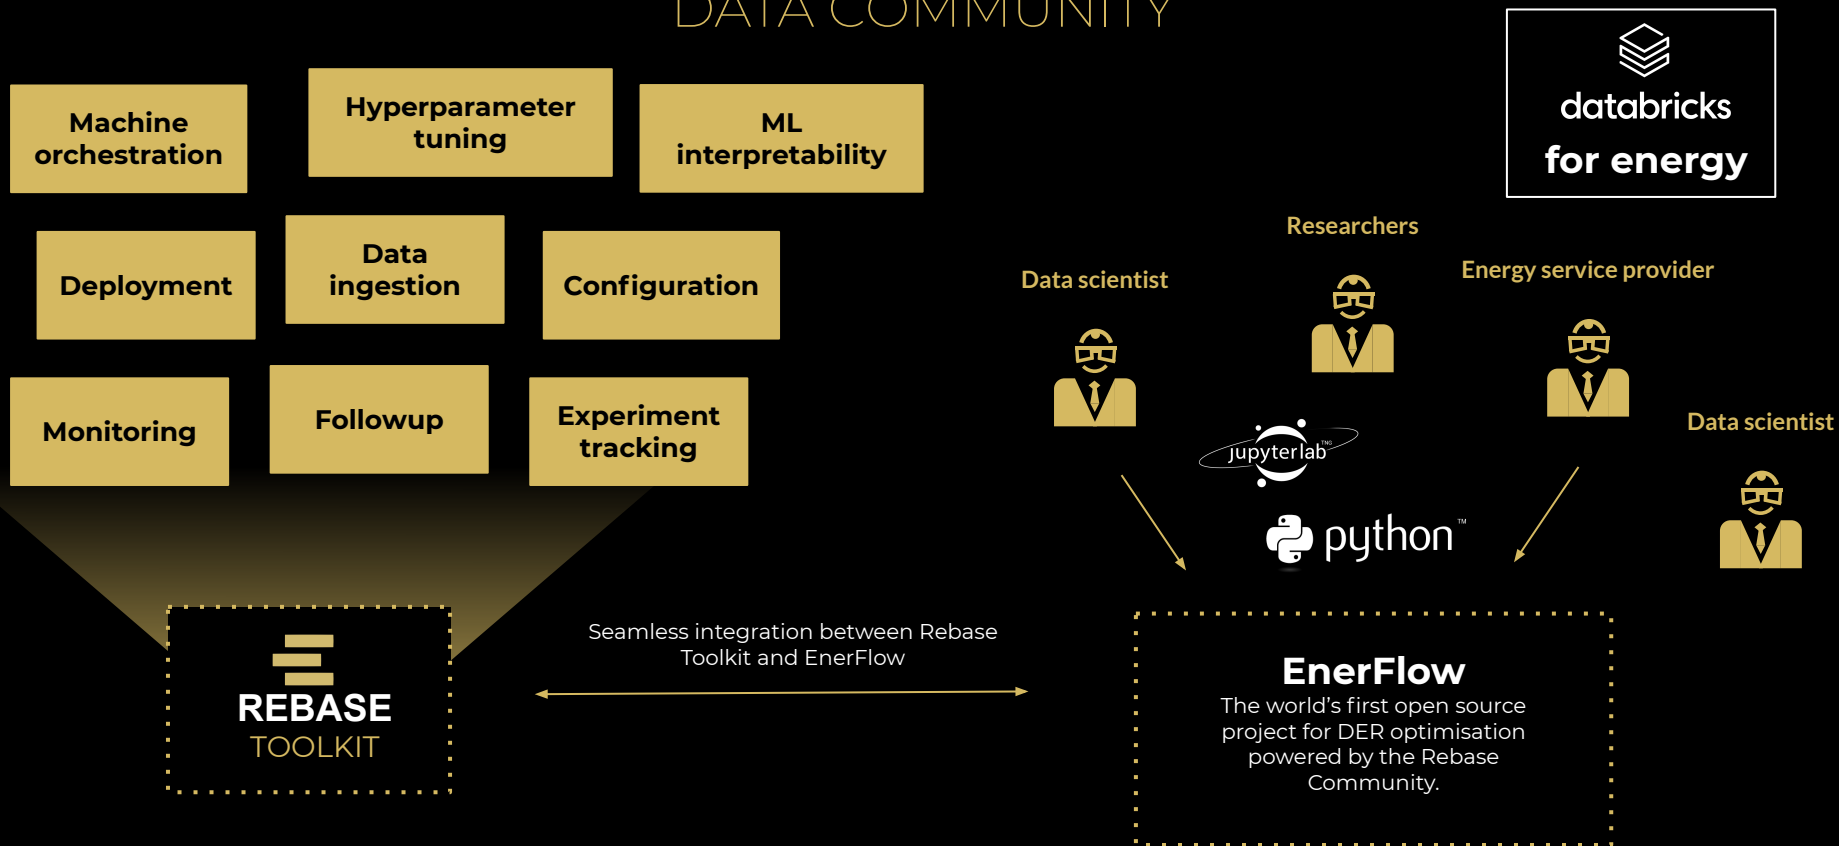 DATA COMMUNITY
databricks
for energy
Machine
orchestration
Hyperparameter
tuning
ML
interpretability
Deployment
Data
ingestion
Configuration
Monitoring
Followup
Experiment
tracking
Researchers
Data scientist
Energy service provider
Data scientist
jupyterlab TNG
python™
REBASE
TOOLKIT
Seamless integration between Rebase
Toolkit and EnerFlow
EnerFlow
The world’s first open source
project for DER optimisation
powered by the Rebase
Community.